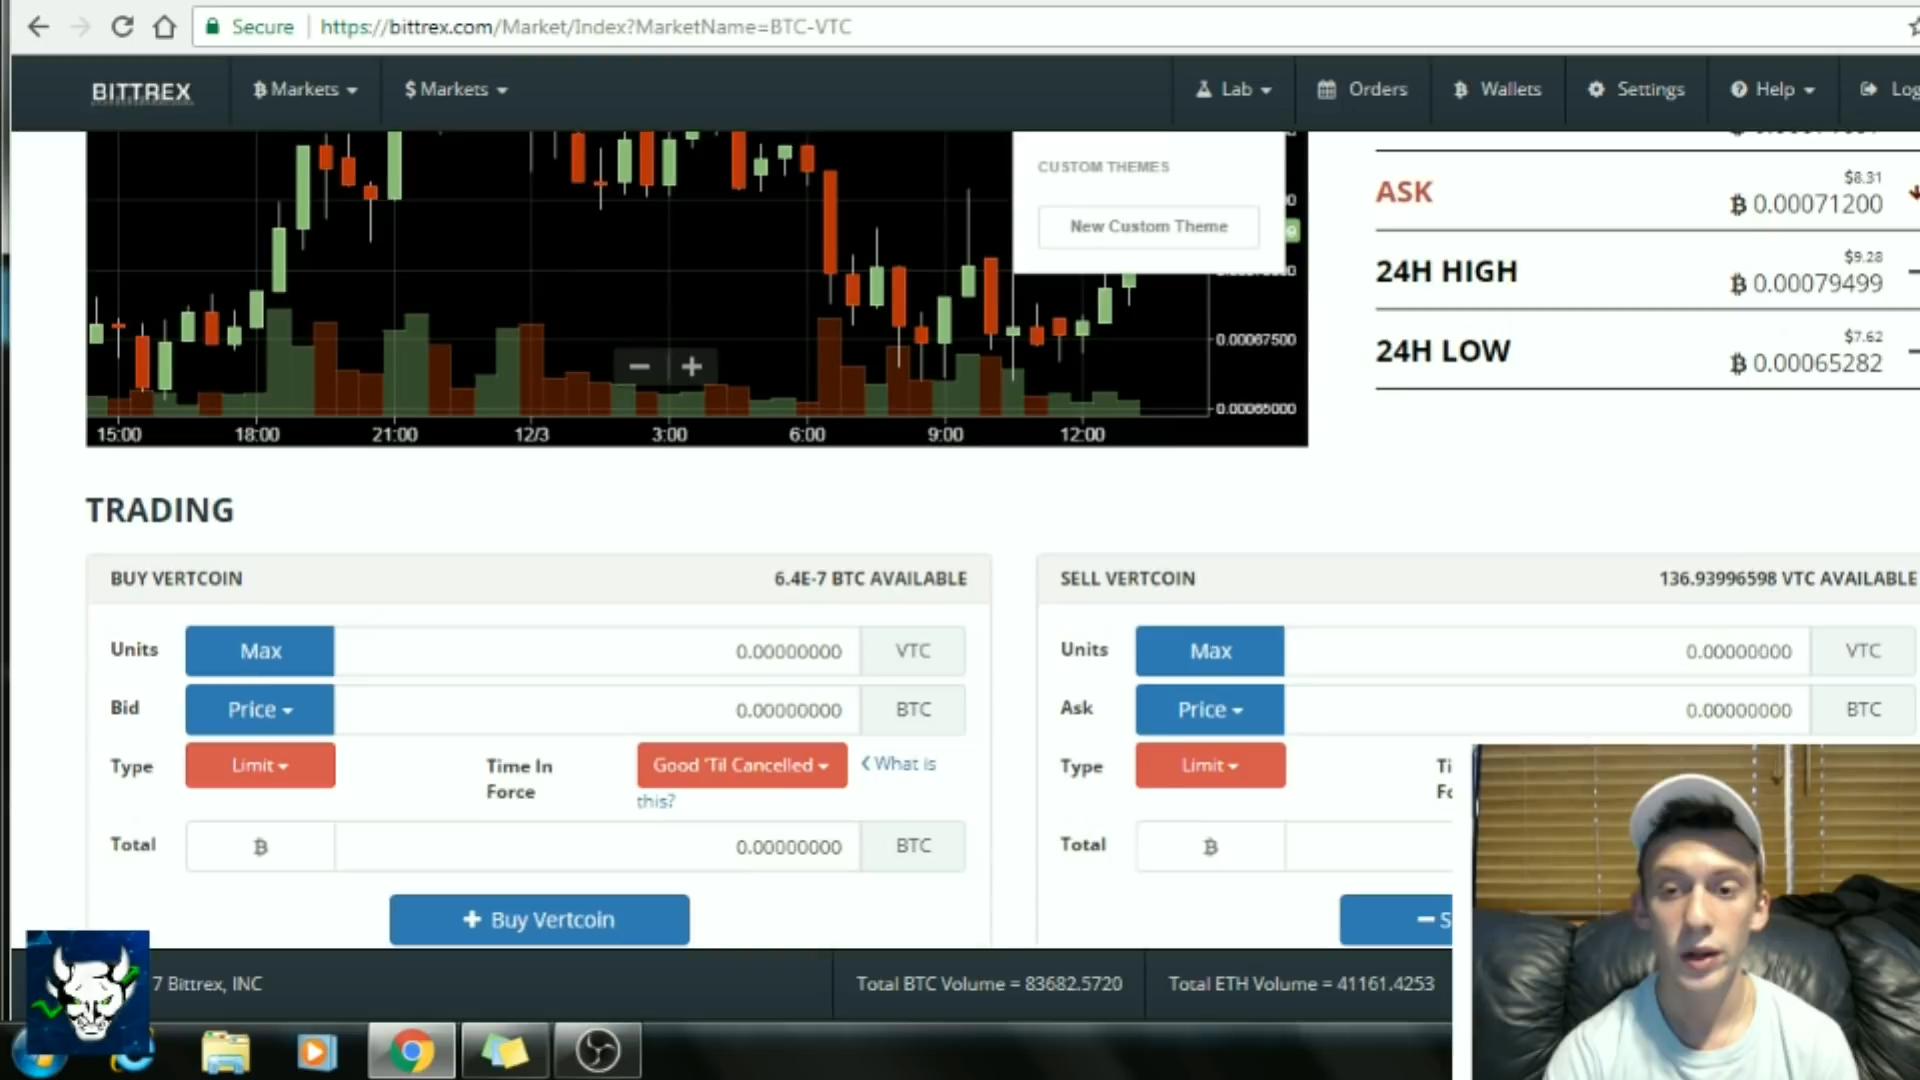 Secure https://bittrex.com/Market/Index?MarketName=BTC-VTC
BITTREX Markets $ Markets Lab Orders Wallets Settings Help Log
CUSTOM THEMES
New Custom Theme
ASK $8.31
0.00071200
24H HIGH $9.28
0.00079499
24H LOW $7.62
0.00065282
0.00067500
0.00065000
15:00 18:00 21:00 12/3 3:00 6:00 9:00 12:00
TRADING
BUY VERTCOIN 6.4E-7 BTC AVAILABLE
Units Max 0.00000000 VTC
Bid Price 0.00000000 BTC
Type Limit Time In Force Good 'Til Cancelled What is this?
Total 0.00000000 BTC
+ Buy Vertcoin
SELL VERTCOIN 136.93996598 VTC AVAILABLE
Units Max 0.00000000 VTC
Ask Price 0.00000000 BTC
Type Limit
Total
7 Bittrex, INC Total BTC Volume = 83682.5720 Total ETH Volume = 41161.4253